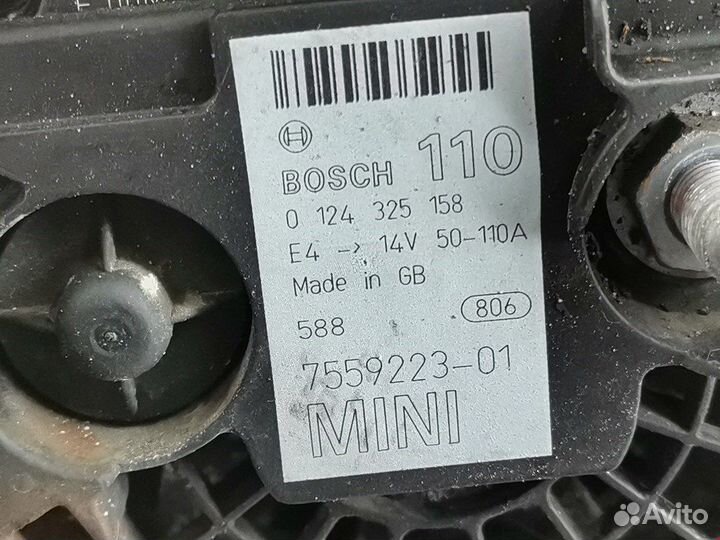 BOSCH 110
0 124 325 158
E4 -> 14V 50-110A
Made in GB
588 806
7559223-01
MINI
Avito